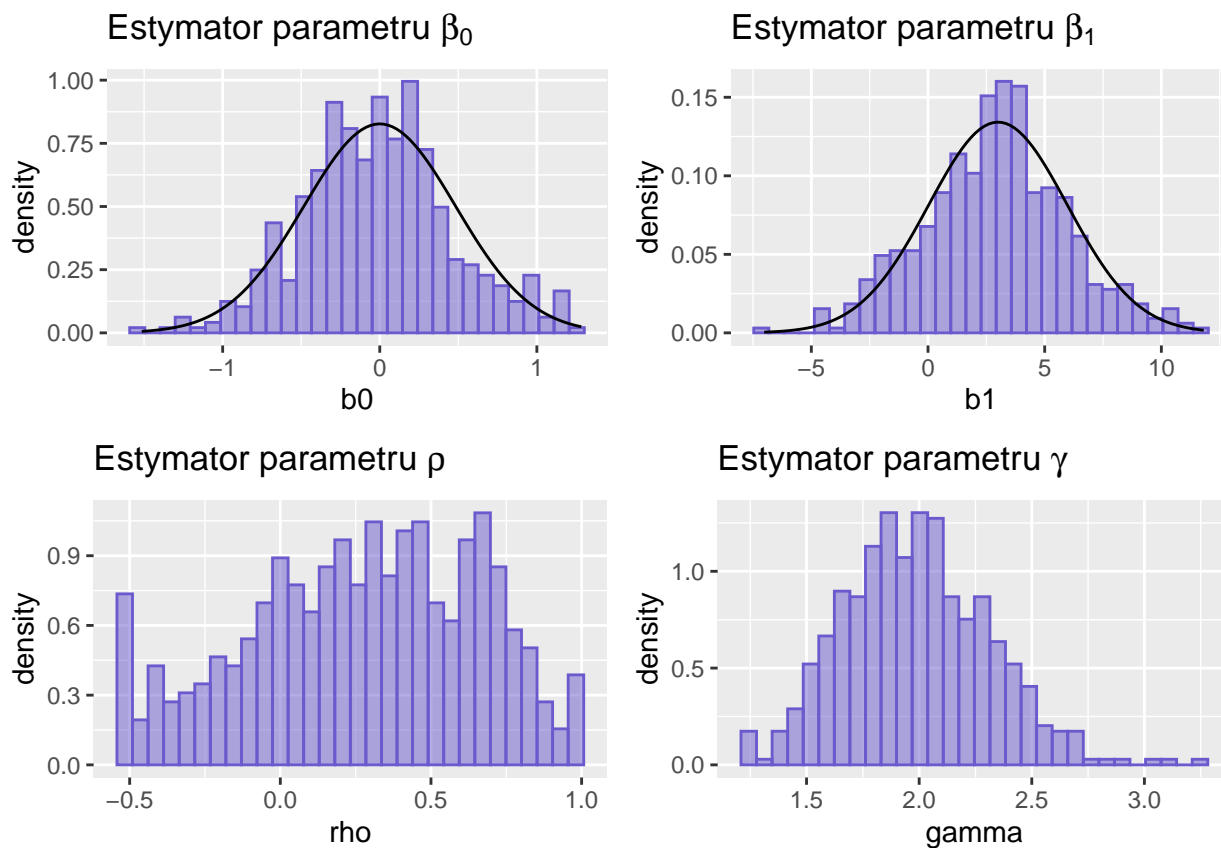 Estymator parametru β₀
1.00
0.75
0.50
0.25
0.00
density
−1
0
1
b0
Estymator parametru β₁
0.15
0.10
0.05
0.00
density
−5
0
5
10
b1
Estymator parametru ρ
0.9
0.6
0.3
0.0
density
−0.5
0.0
0.5
1.0
rho
Estymator parametru γ
1.0
0.5
0.0
density
1.5
2.0
2.5
3.0
gamma